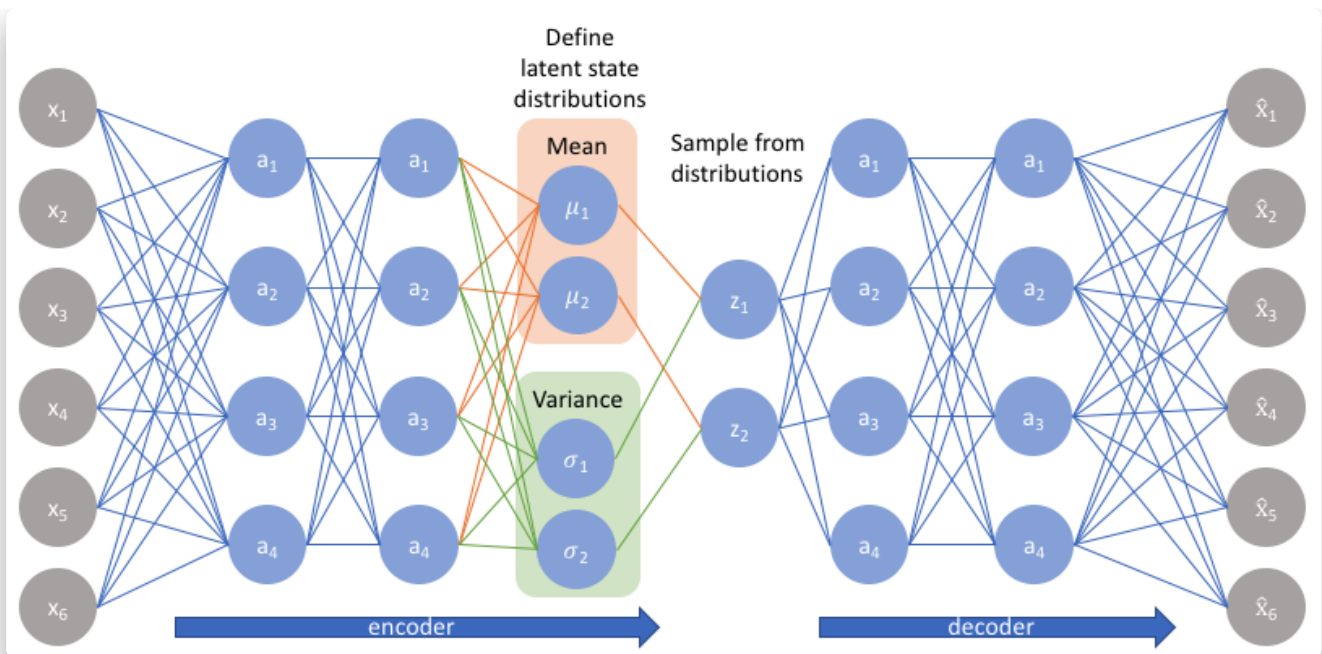 Define
latent state
distributions
Mean
Sample from
distributions
Variance
x₁
x₂
x₃
x₄
x₅
x₆
a₁
a₂
a₃
a₄
a₁
a₂
a₃
a₄
μ₁
μ₂
σ₁
σ₂
z₁
z₂
a₁
a₂
a₃
a₄
a₁
a₂
a₃
a₄
x̂₁
x̂₂
x̂₃
x̂₄
x̂₅
x̂₆
encoder
decoder